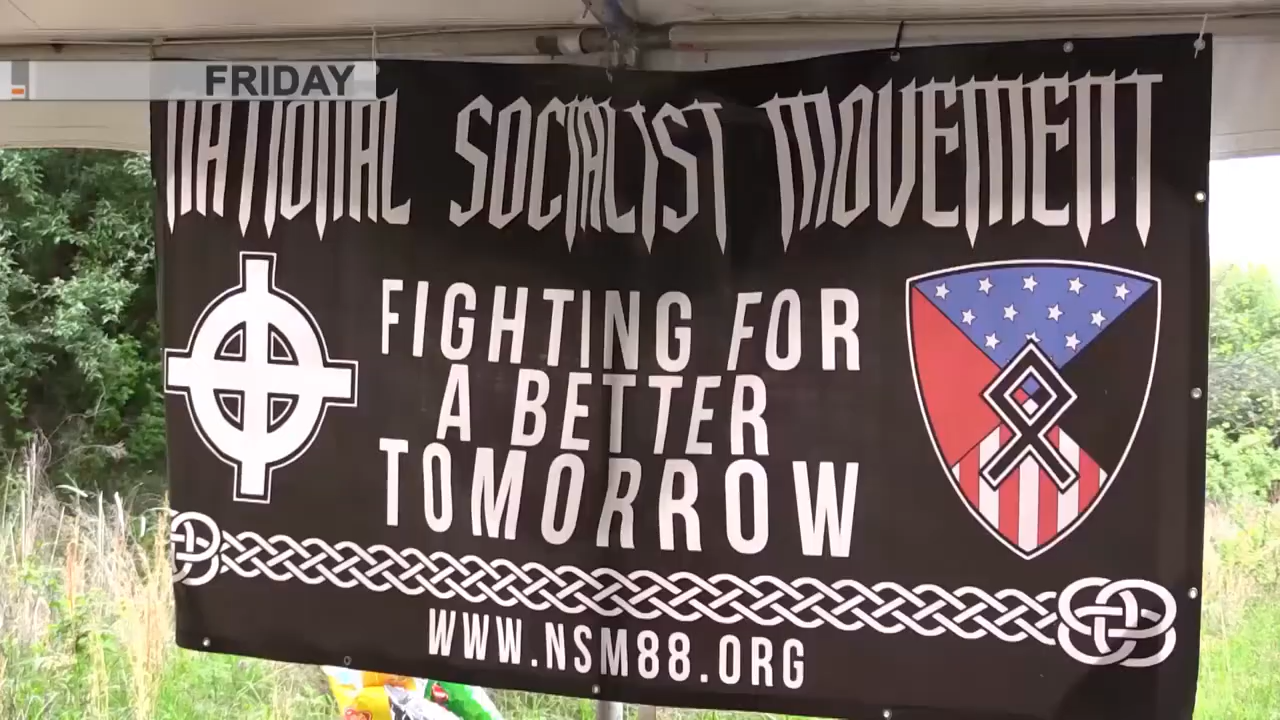 FRIDAY
NATIONAL SOCIALIST MOVEMENT
FIGHTING FOR
A BETTER
TOMORROW
WWW.NSM88.ORG